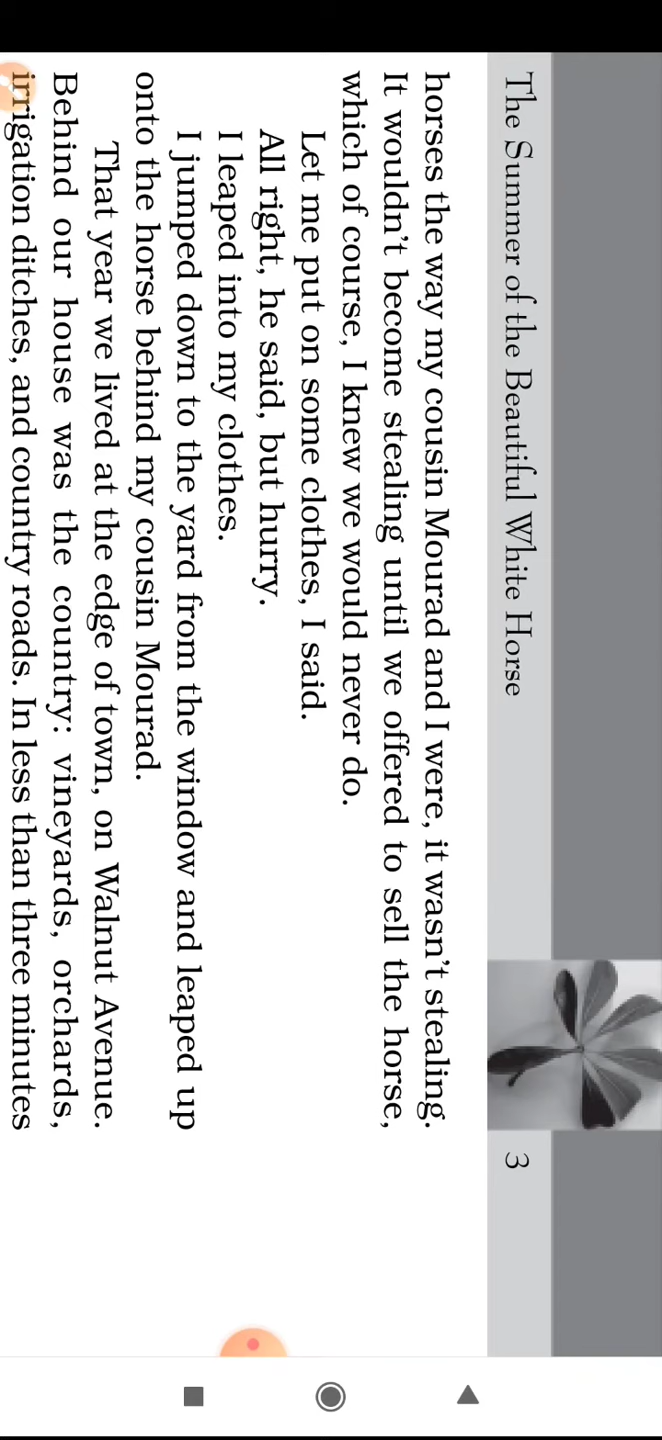 The Summer of the Beautiful White Horse
3
horses the way my cousin Mourad and I were, it wasn't stealing.
It wouldn't become stealing until we offered to sell the horse,
which of course, I knew we would never do.
Let me put on some clothes, I said.
All right, he said, but hurry.
I leaped into my clothes.
I jumped down to the yard from the window and leaped up
onto the horse behind my cousin Mourad.
That year we lived at the edge of town, on Walnut Avenue.
Behind our house was the country: vineyards, orchards,
irrigation ditches, and country roads. In less than three minutes